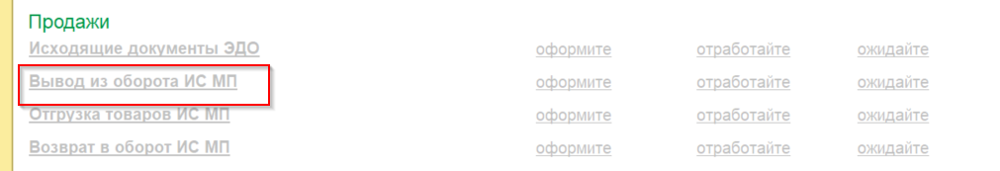 Продажи
Исходящие документы ЭДО оформите отработайте ожидайте
Вывод из оборота ИС МП оформите отработайте ожидайте
Отгрузка товаров ИС МП оформите отработайте ожидайте
Возврат в оборот ИС МП оформите отработайте ожидайте